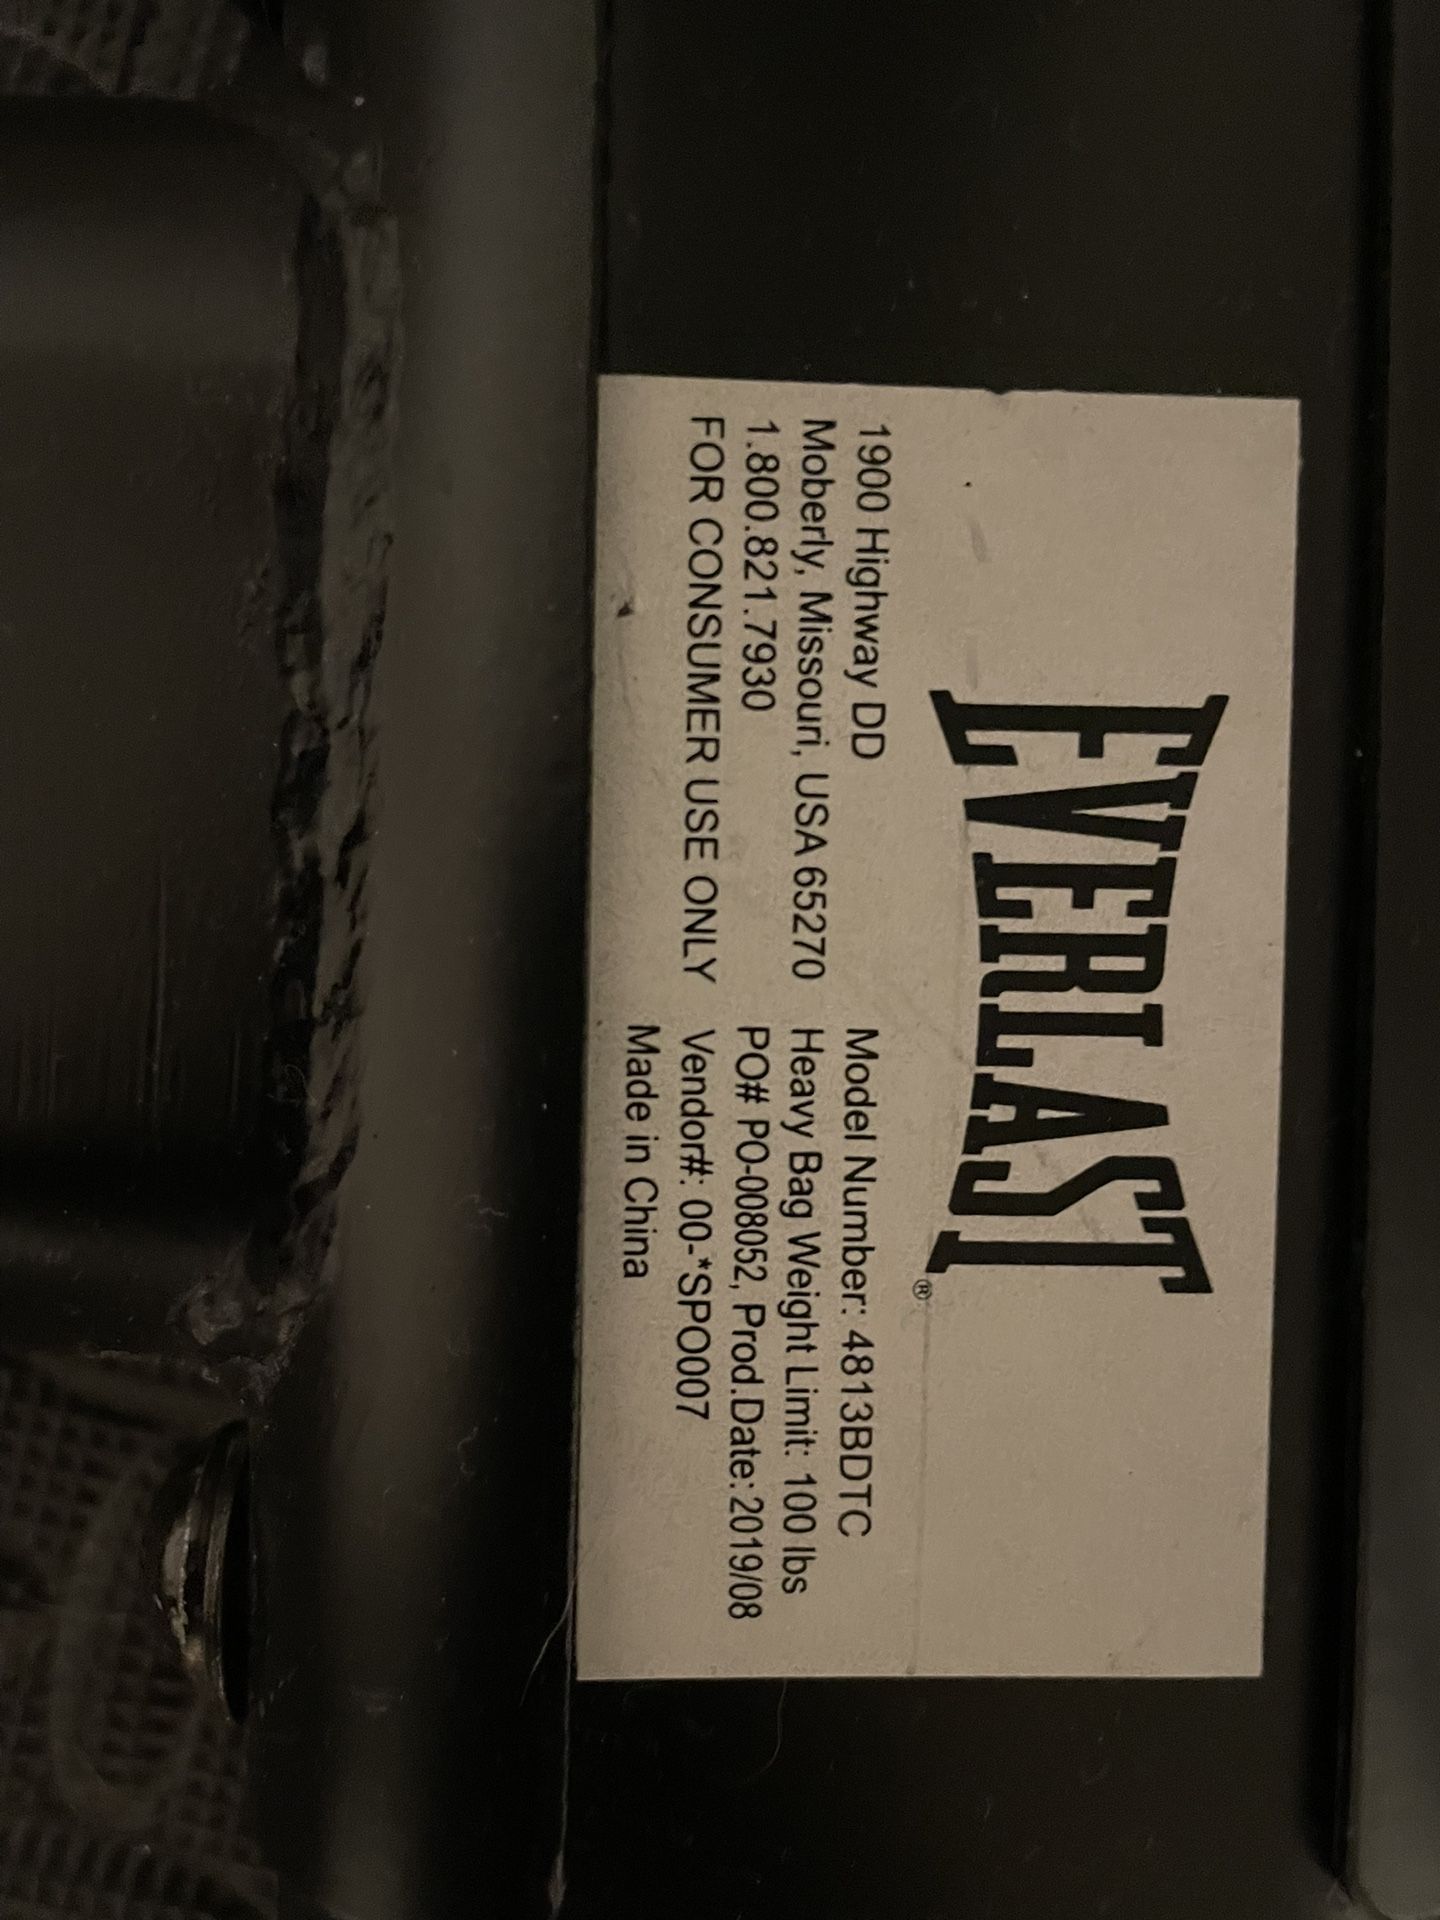 EVERLAST®
1900 Highway DD
Moberly, Missouri, USA 65270
1.800.821.7930
FOR CONSUMER USE ONLY
Model Number: 4813BDTC
Heavy Bag Weight Limit: 100 lbs
PO# PO-008052, Prod.Date:2019/08
Vendor#: 00-*SPO007
Made in China